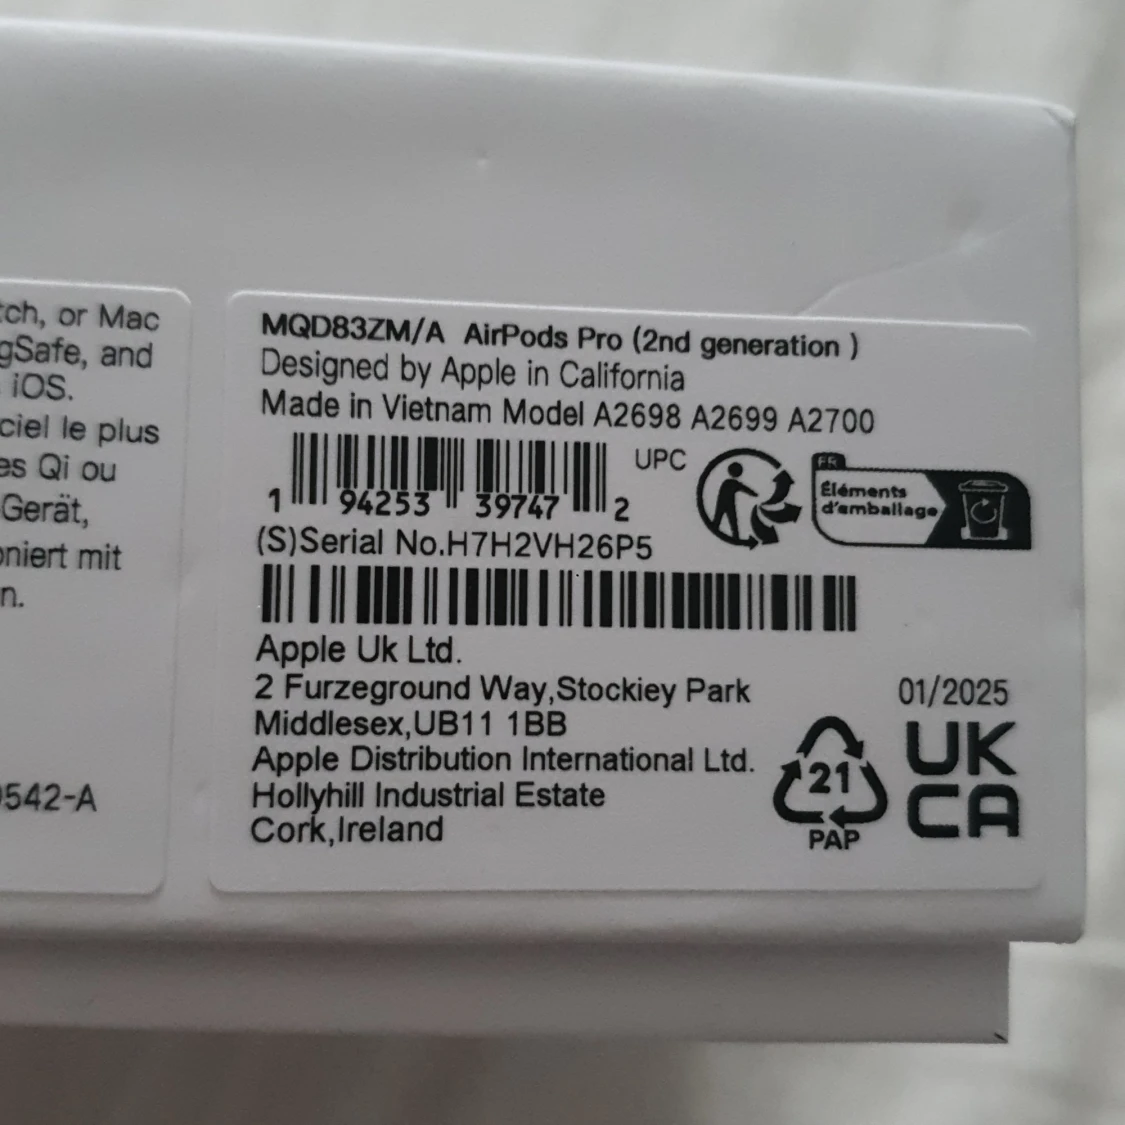 tch, or Mac
gSafe, and
iOS.
ciel le plus
es Qi ou
Gerät,
oniert mit
n.
542-A
MQD83ZM/A AirPods Pro (2nd generation )
Designed by Apple in California
Made in Vietnam Model A2698 A2699 A2700
UPC
1 94253 39747 2
FR
Éléments
d'emballage
(S)Serial No.H7H2VH26P5
Apple Uk Ltd.
2 Furzeground Way,Stockiey Park
Middlesex,UB11 1BB
Apple Distribution International Ltd.
Hollyhill Industrial Estate
Cork,Ireland
01/2025
UK
CA
21
PAP